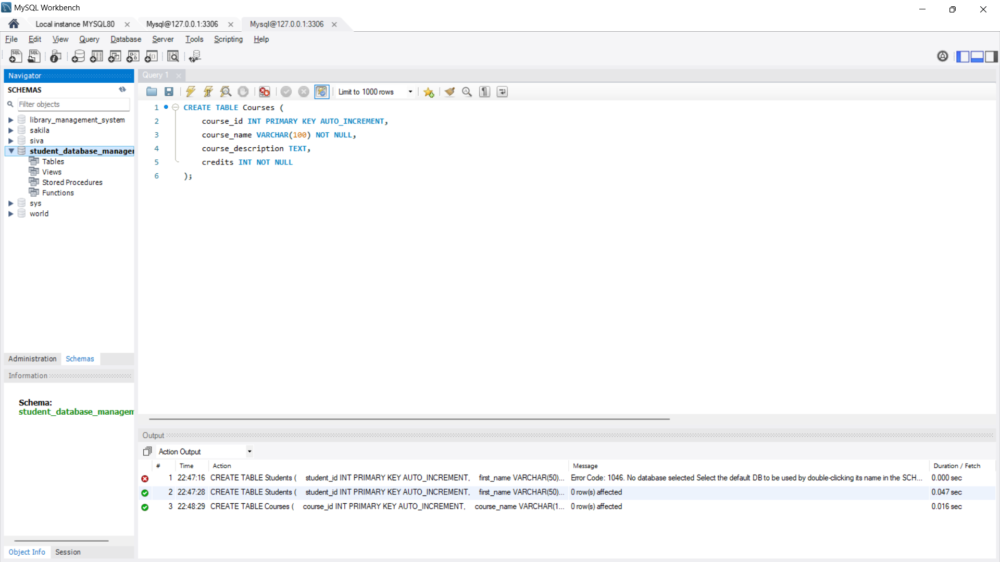 MySQL Workbench
Local instance MYSQL80
Mysql@127.0.0.1:3306
Mysql@127.0.0.1:3306
File Edit View Query Database Server Tools Scripting Help
Navigator
SCHEMAS
Filter objects
library_management_system
sakila
siva
student_database_manager
Tables
Views
Stored Procedures
Functions
sys
world
Administration Schemas
Information
Schema:
student_database_managem
Object Info Session
Query 1
Limit to 1000 rows
1 CREATE TABLE Courses (
2 course_id INT PRIMARY KEY AUTO_INCREMENT,
3 course_name VARCHAR(100) NOT NULL,
4 course_description TEXT,
5 credits INT NOT NULL
6 );
Output
Action Output
# Time Action Message Duration / Fetch
1 22:47:16 CREATE TABLE Students ( student_id INT PRIMARY KEY AUTO_INCREMENT, first_name VARCHAR(50)... Error Code: 1046. No database selected Select the default DB to be used by double-clicking its name in the SCH... 0.000 sec
2 22:47:28 CREATE TABLE Students ( student_id INT PRIMARY KEY AUTO_INCREMENT, first_name VARCHAR(50)... 0 row(s) affected 0.047 sec
3 22:48:29 CREATE TABLE Courses ( course_id INT PRIMARY KEY AUTO_INCREMENT, course_name VARCHAR(1... 0 row(s) affected 0.016 sec